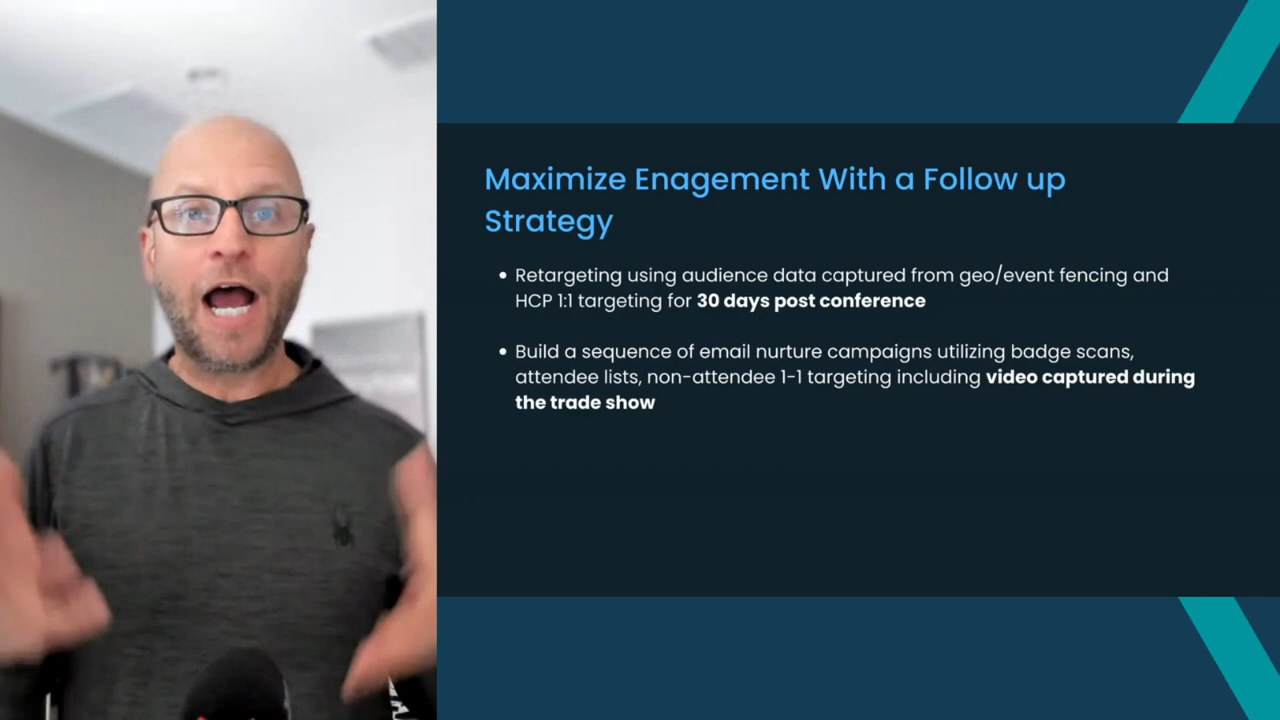 Maximize Enagement With a Follow up
Strategy
• Retargeting using audience data captured from geo/event fencing and
HCP 1:1 targeting for 30 days post conference
• Build a sequence of email nurture campaigns utilizing badge scans,
attendee lists, non-attendee 1-1 targeting including video captured during
the trade show